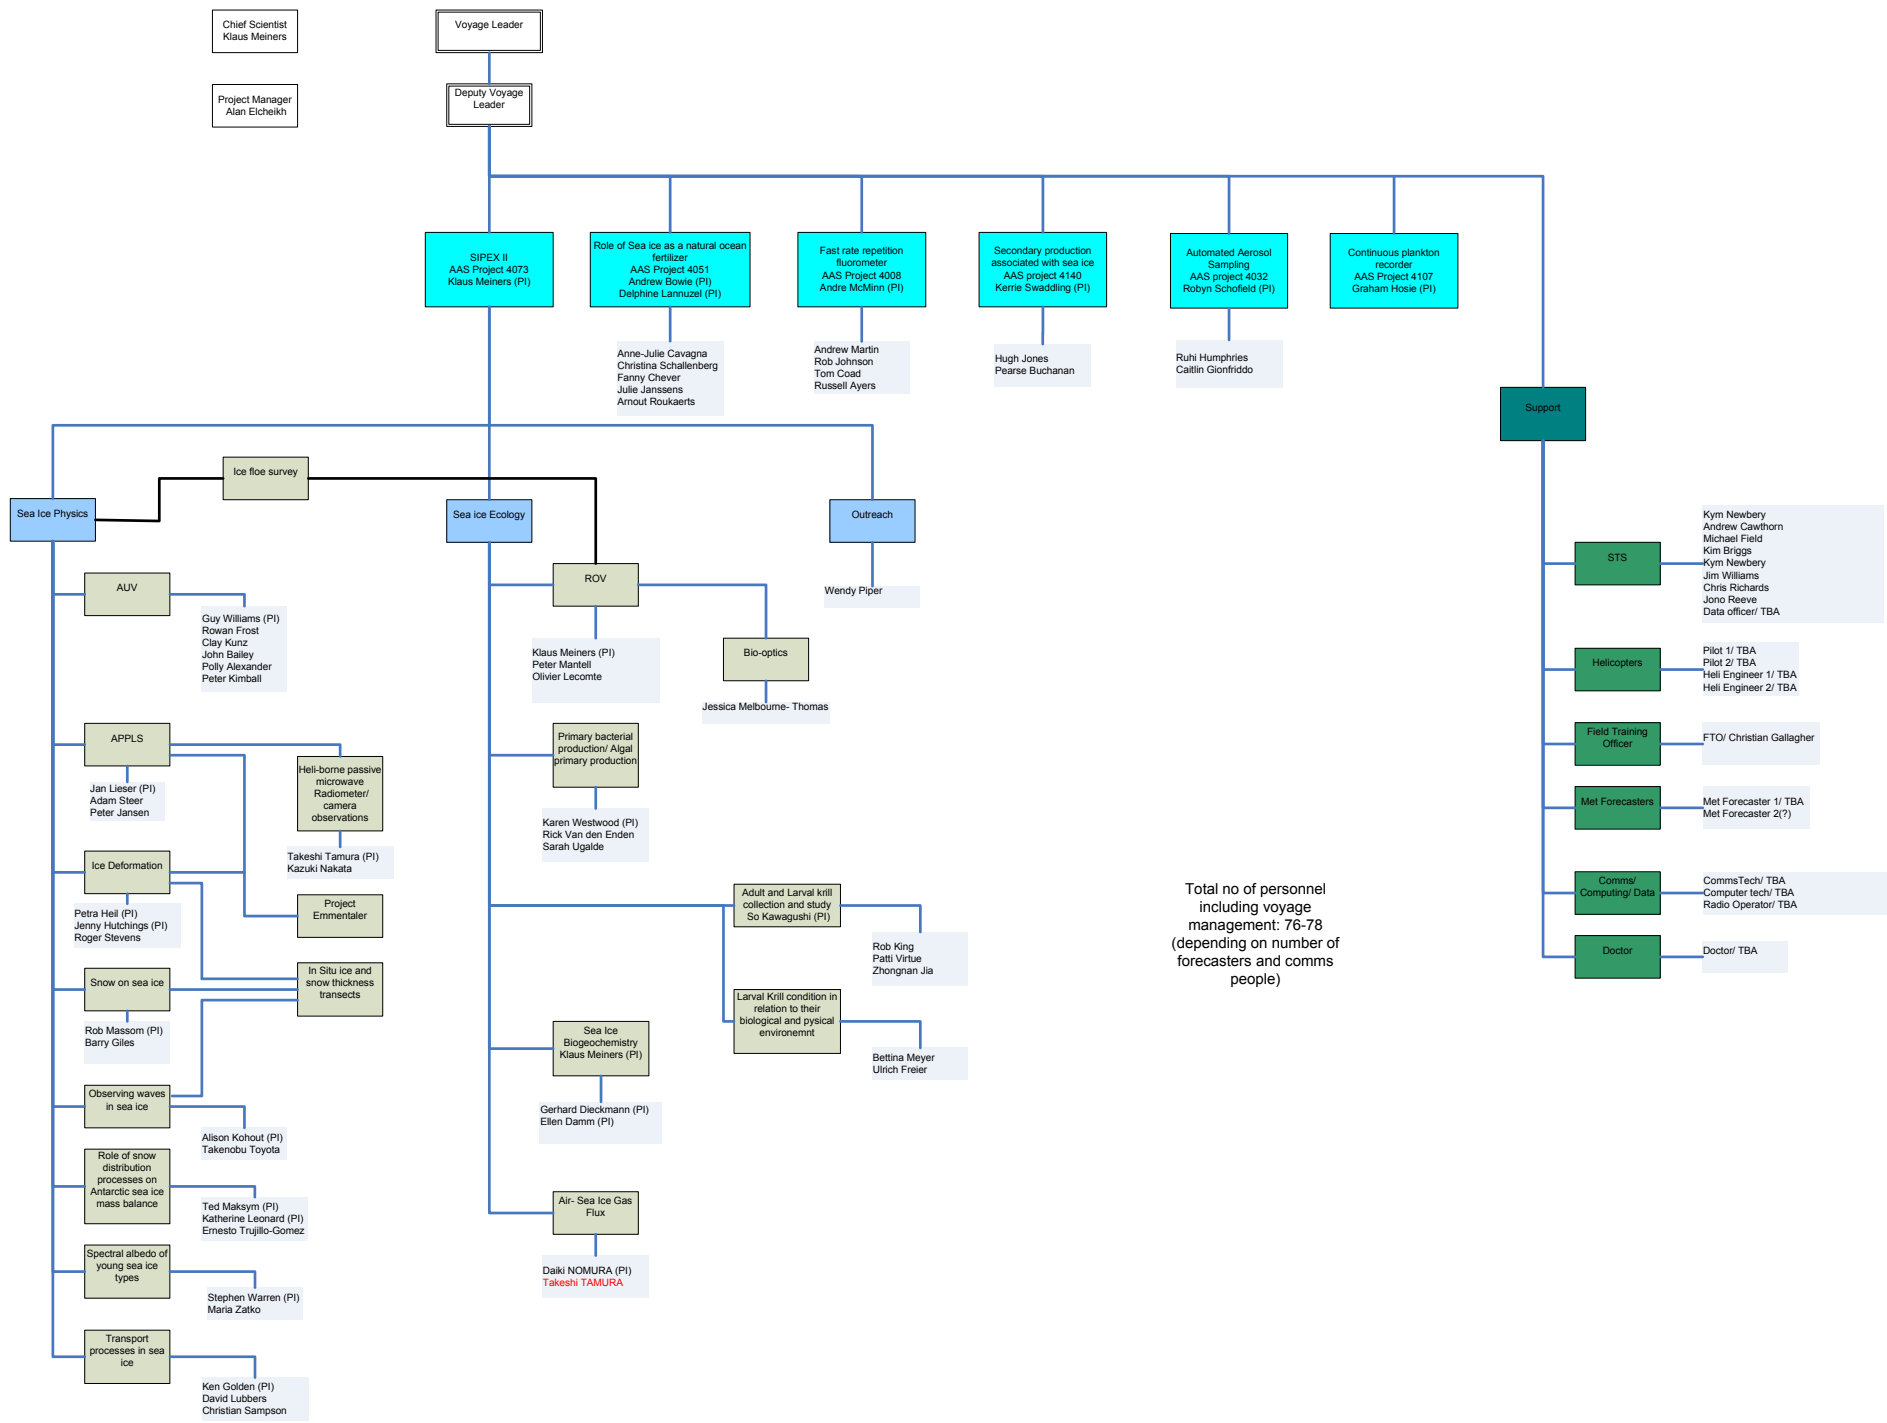 Chief Scientist
Klaus Meiners
Voyage Leader
Project Manager
Alan Elcheikh
Deputy Voyage
Leader
SIPEX II
AAS Project 4073
Klaus Meiners (PI)
Role of Sea ice as a natural ocean
fertilizer
AAS Project 4051
Andrew Bowie (PI)
Delphine Lannuzel (PI)
Fast rate repetition
fluorometer
AAS Project 4008
Andre McMinn (PI)
Secondary production
associated with sea ice
AAS project 4140
Kerrie Swaddling (PI)
Automated Aerosol
Sampling
AAS project 4032
Robyn Schofield (PI)
Continuous plankton
recorder
AAS Project 4107
Graham Hosie (PI)
Anne-Julie Cavagna
Christina Schallenberg
Fanny Chever
Julie Janssens
Arnout Roukaerts
Andrew Martin
Rob Johnson
Tom Coad
Russell Ayers
Hugh Jones
Pearse Buchanan
Ruhi Humphries
Caitlin Gionfriddo
Support
Ice floe survey
Sea Ice Physics
Sea ice Ecology
Outreach
Wendy Piper
AUV
Guy Williams (PI)
Rowan Frost
Clay Kunz
John Bailey
Polly Alexander
Peter Kimball
ROV
Klaus Meiners (PI)
Peter Mantell
Olivier Lecomte
Bio-optics
Jessica Melbourne- Thomas
APPLS
Jan Lieser (PI)
Adam Steer
Peter Jansen
Heli-borne passive
microwave
Radiometer/
camera
observations
Takeshi Tamura (PI)
Kazuki Nakata
Primary bacterial
production/ Algal
primary production
Karen Westwood (PI)
Rick Van den Enden
Sarah Ugalde
Ice Deformation
Petra Heil (PI)
Jenny Hutchings (PI)
Roger Stevens
Project
Emmentaler
Adult and Larval krill
collection and study
So Kawagushi (PI)
Rob King
Patti Virtue
Zhongnan Jia
Snow on sea ice
Rob Massom (PI)
Barry Giles
In Situ ice and
snow thickness
transects
Larval Krill condition in
relation to their
biological and pysical
environemnt
Bettina Meyer
Ulrich Freier
Sea Ice
Biogeochemistry
Klaus Meiners (PI)
Gerhard Dieckmann (PI)
Ellen Damm (PI)
Observing waves
in sea ice
Alison Kohout (PI)
Takenobu Toyota
Role of snow
distribution
processes on
Antarctic sea ice
mass balance
Ted Maksym (PI)
Katherine Leonard (PI)
Ernesto Trujillo-Gomez
Air- Sea Ice Gas
Flux
Daiki NOMURA (PI)
Takeshi TAMURA
Spectral albedo of
young sea ice
types
Stephen Warren (PI)
Maria Zatko
Transport
processes in sea
ice
Ken Golden (PI)
David Lubbers
Christian Sampson
Total no of personnel
including voyage
management: 76-78
(depending on number of
forecasters and comms
people)
STS
Kym Newbery
Andrew Cawthorn
Michael Field
Kim Briggs
Kym Newbery
Jim Williams
Chris Richards
Jono Reeve
Data officer/ TBA
Helicopters
Pilot 1/ TBA
Pilot 2/ TBA
Heli Engineer 1/ TBA
Heli Engineer 2/ TBA
Field Training
Officer
FTO/ Christian Gallagher
Met Forecasters
Met Forecaster 1/ TBA
Met Forecaster 2(?)
Comms/
Computing/ Data
CommsTech/ TBA
Computer tech/ TBA
Radio Operator/ TBA
Doctor
Doctor/ TBA